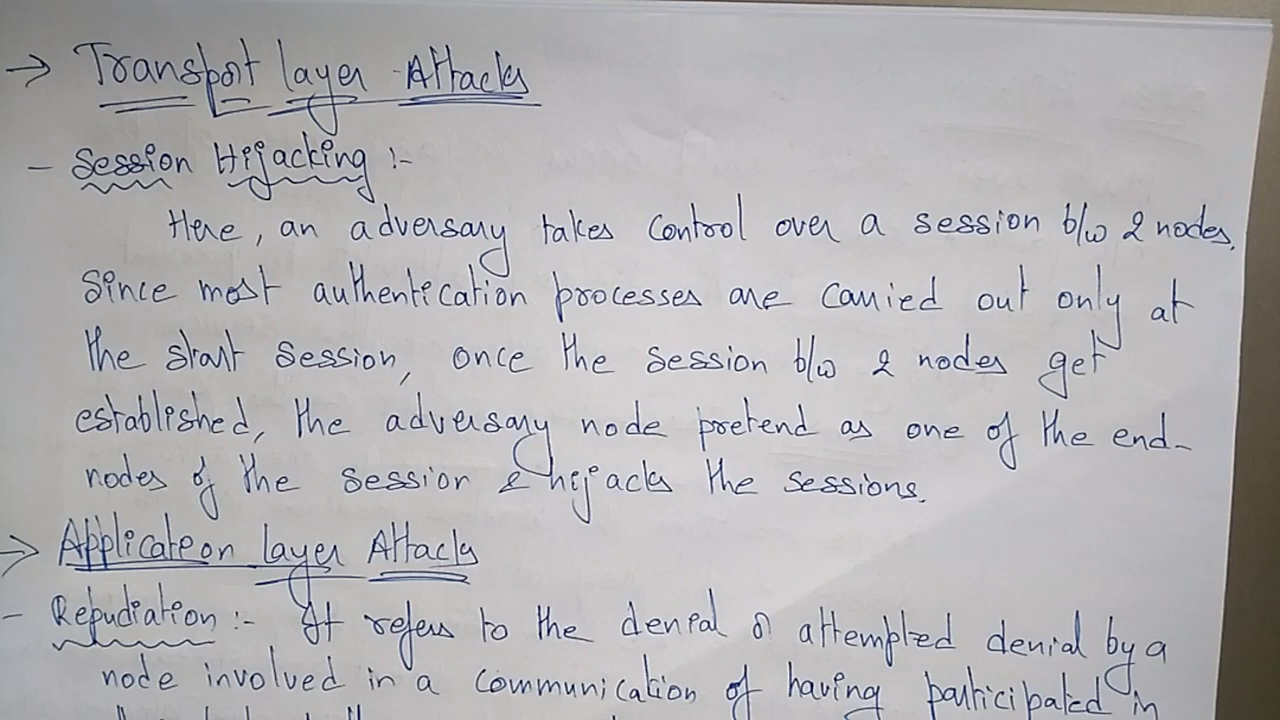 → Transport layer Attacks
- Session Hijacking :-
Here, an adversary takes control over a session b/w 2 nodes.
Since most authentication processes are carried out only at
the start session, once the session b/w 2 nodes get
established, the adversary node pretend as one of the end-
nodes of the session & hijacks the sessions.
→ Application layer Attacks
- Repudiation :- It refers to the denial or attempted denial by a
node involved in a communication of having participated in